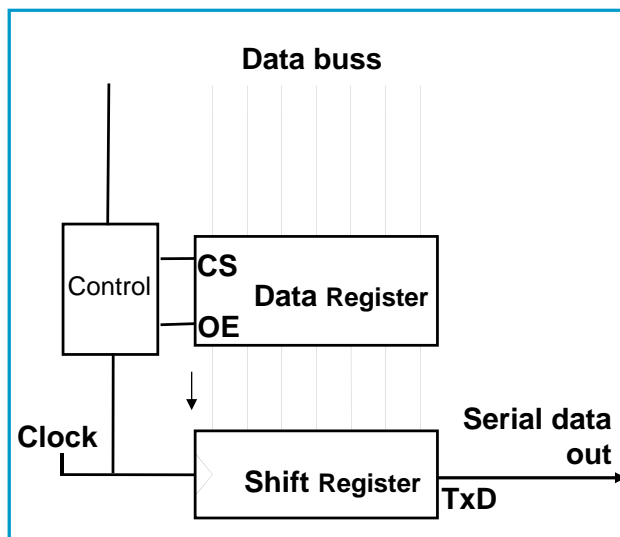 Data buss
CS
Control
Data Register
OE
Clock
Serial data
out
Shift Register
TxD